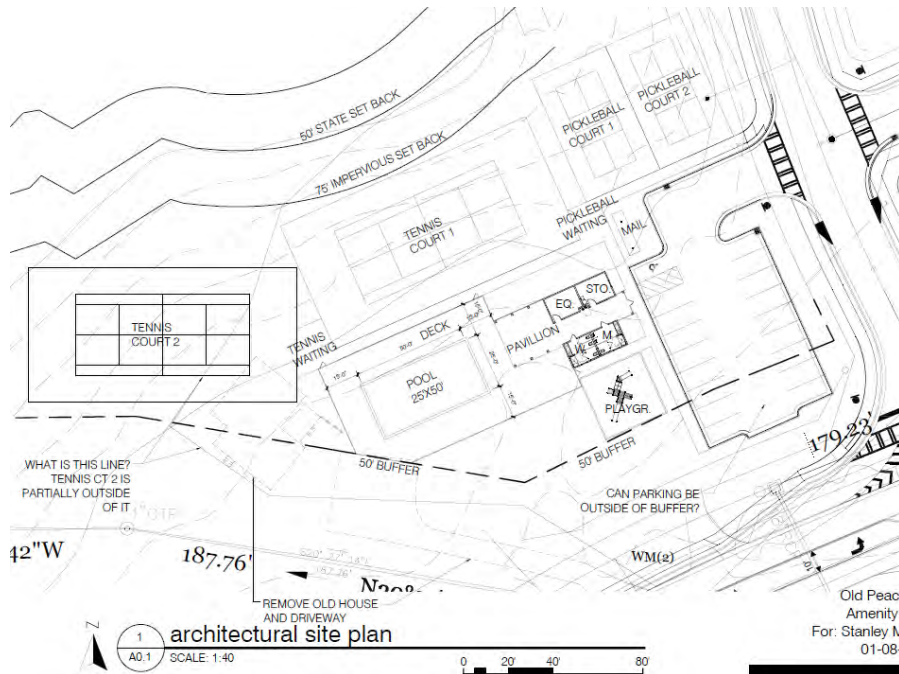 50' STATE SET BACK
75' IMPERVIOUS SET BACK
PICKLEBALL
COURT 1
PICKLEBALL
COURT 2
PICKLEBALL
WAITING
MAIL
TENNIS
COURT 1
TENNIS
COURT 2
TENNIS
WAITING
DECK
POOL
25'X50'
PAVILLION
EQ.
STO.
W.
M
PLAYGR.
50' BUFFER
50' BUFFER
WHAT IS THIS LINE?
TENNIS CT 2 IS
PARTIALLY OUTSIDE
OF IT
CAN PARKING BE
OUTSIDE OF BUFFER?
179.23'
42"W
187.76'
WM(2)
10'
REMOVE OLD HOUSE
AND DRIVEWAY
Z
1
A0.1
architectural site plan
SCALE: 1:40
0 20' 40' 80'
Old Peac
Amenity
For: Stanley M
01-08-